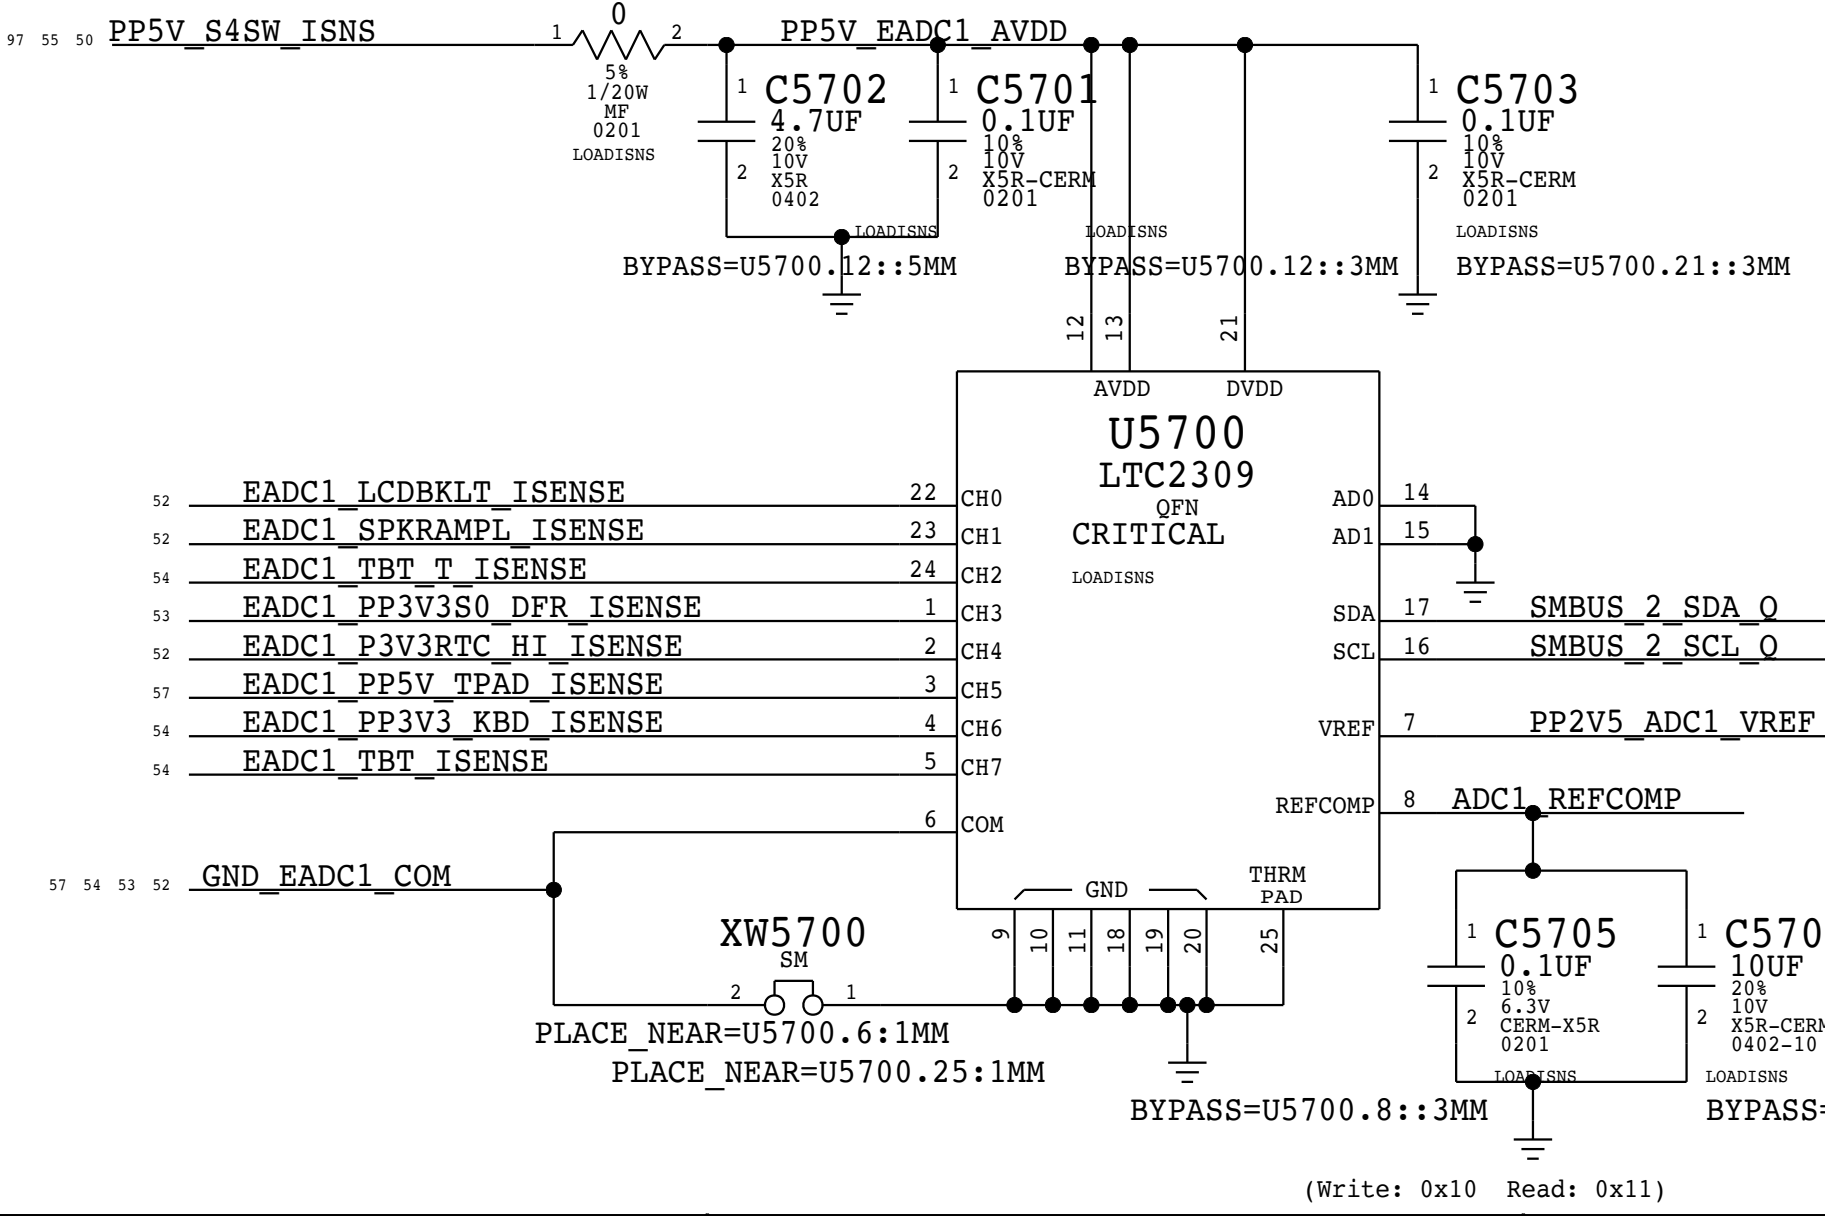 0
97 55 50 PP5V_S4SW_ISNS 1 2 PP5V_EADC1_AVDD
5%
1/20W
MF
0201
LOADISNS
1 C5702
4.7UF
20%
10V
X5R
0402
2
1 C5701
0.1UF
10%
10V
X5R-CERM
0201
2
1 C5703
0.1UF
10%
10V
X5R-CERM
0201
2
LOADISNS
LOADISNS
LOADISNS
BYPASS=U5700.12::5MM
BYPASS=U5700.12::3MM
BYPASS=U5700.21::3MM
12 13 21
AVDD DVDD
U5700
LTC2309
QFN
CRITICAL
LOADISNS
52 EADC1_LCDBKLT_ISENSE 22 CH0
52 EADC1_SPKRAMPL_ISENSE 23 CH1
54 EADC1_TBT_T_ISENSE 24 CH2
53 EADC1_PP3V3S0_DFR_ISENSE 1 CH3
52 EADC1_P3V3RTC_HI_ISENSE 2 CH4
57 EADC1_PP5V_TPAD_ISENSE 3 CH5
54 EADC1_PP3V3_KBD_ISENSE 4 CH6
54 EADC1_TBT_ISENSE 5 CH7
6 COM
57 54 53 52 GND_EADC1_COM
AD0 14
AD1 15
SDA 17 SMBUS_2_SDA_Q
SCL 16 SMBUS_2_SCL_Q
VREF 7 PP2V5_ADC1_VREF
REFCOMP 8 ADC1_REFCOMP
GND
THRM
PAD
9 10 11 18 19 20 25
XW5700
SM
2 1
PLACE_NEAR=U5700.6:1MM
PLACE_NEAR=U5700.25:1MM
1 C5705
0.1UF
10%
6.3V
CERM-X5R
0201
2
LOADISNS
BYPASS=U5700.8::3MM
1 C570
10UF
20%
10V
X5R-CERM
0402-10
2
LOADISNS
BYPASS=
(Write: 0x10 Read: 0x11)